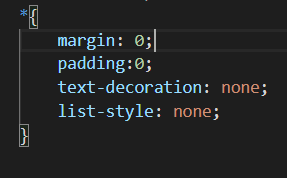 *{
    margin: 0;
    padding:0;
    text-decoration: none;
    list-style: none;
}